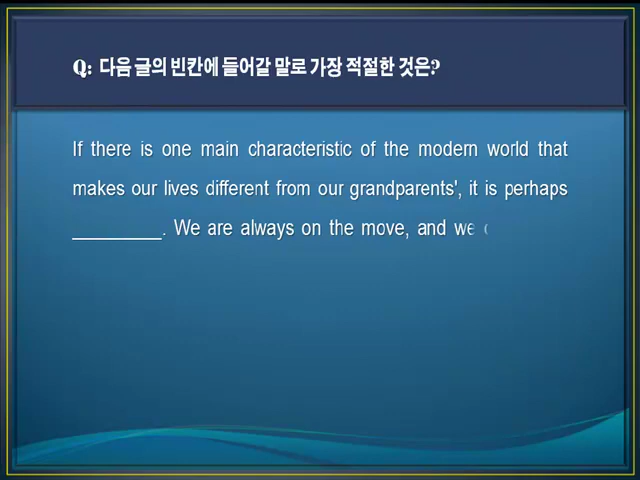 Q: 다음 글의 빈칸에 들어갈 말로 가장 적절한 것은?
If there is one main characteristic of the modern world that
makes our lives different from our grandparents', it is perhaps
_________. We are always on the move, and we